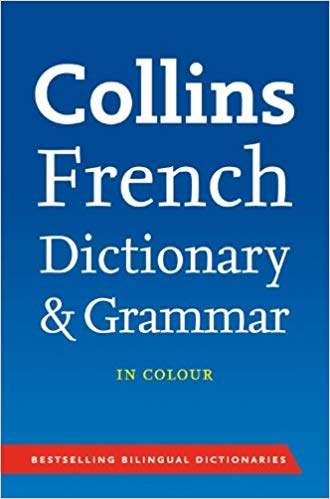 Collins
French
Dictionary
& Grammar
IN COLOUR
BESTSELLING BILINGUAL DICTIONARIES